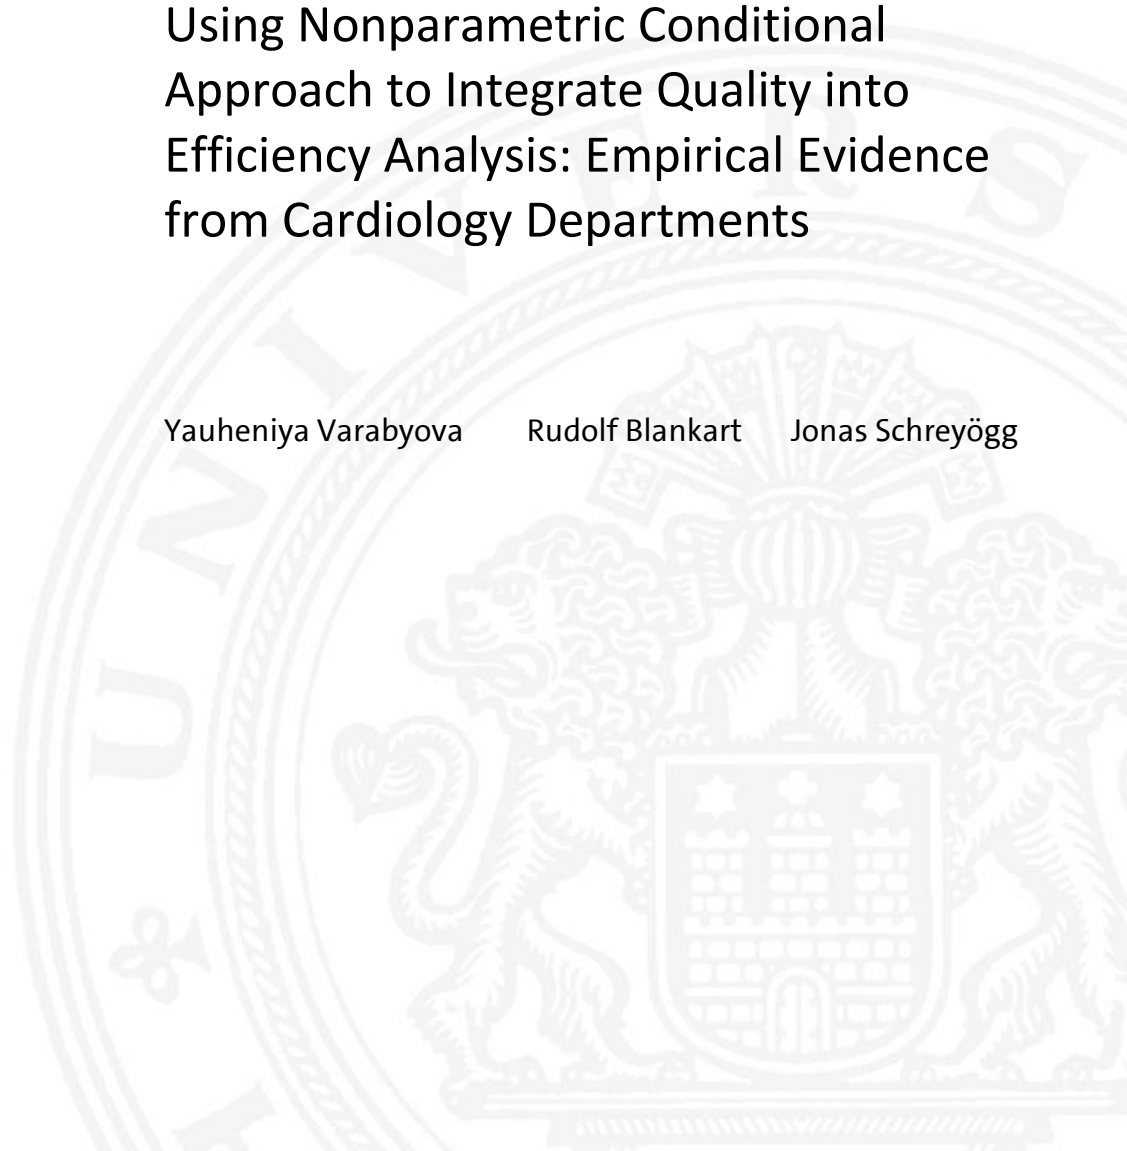 Using Nonparametric Conditional
Approach to Integrate Quality into
Efficiency Analysis: Empirical Evidence
from Cardiology Departments
Yauheniya Varabyova Rudolf Blankart Jonas Schreyögg
U N I V E R S